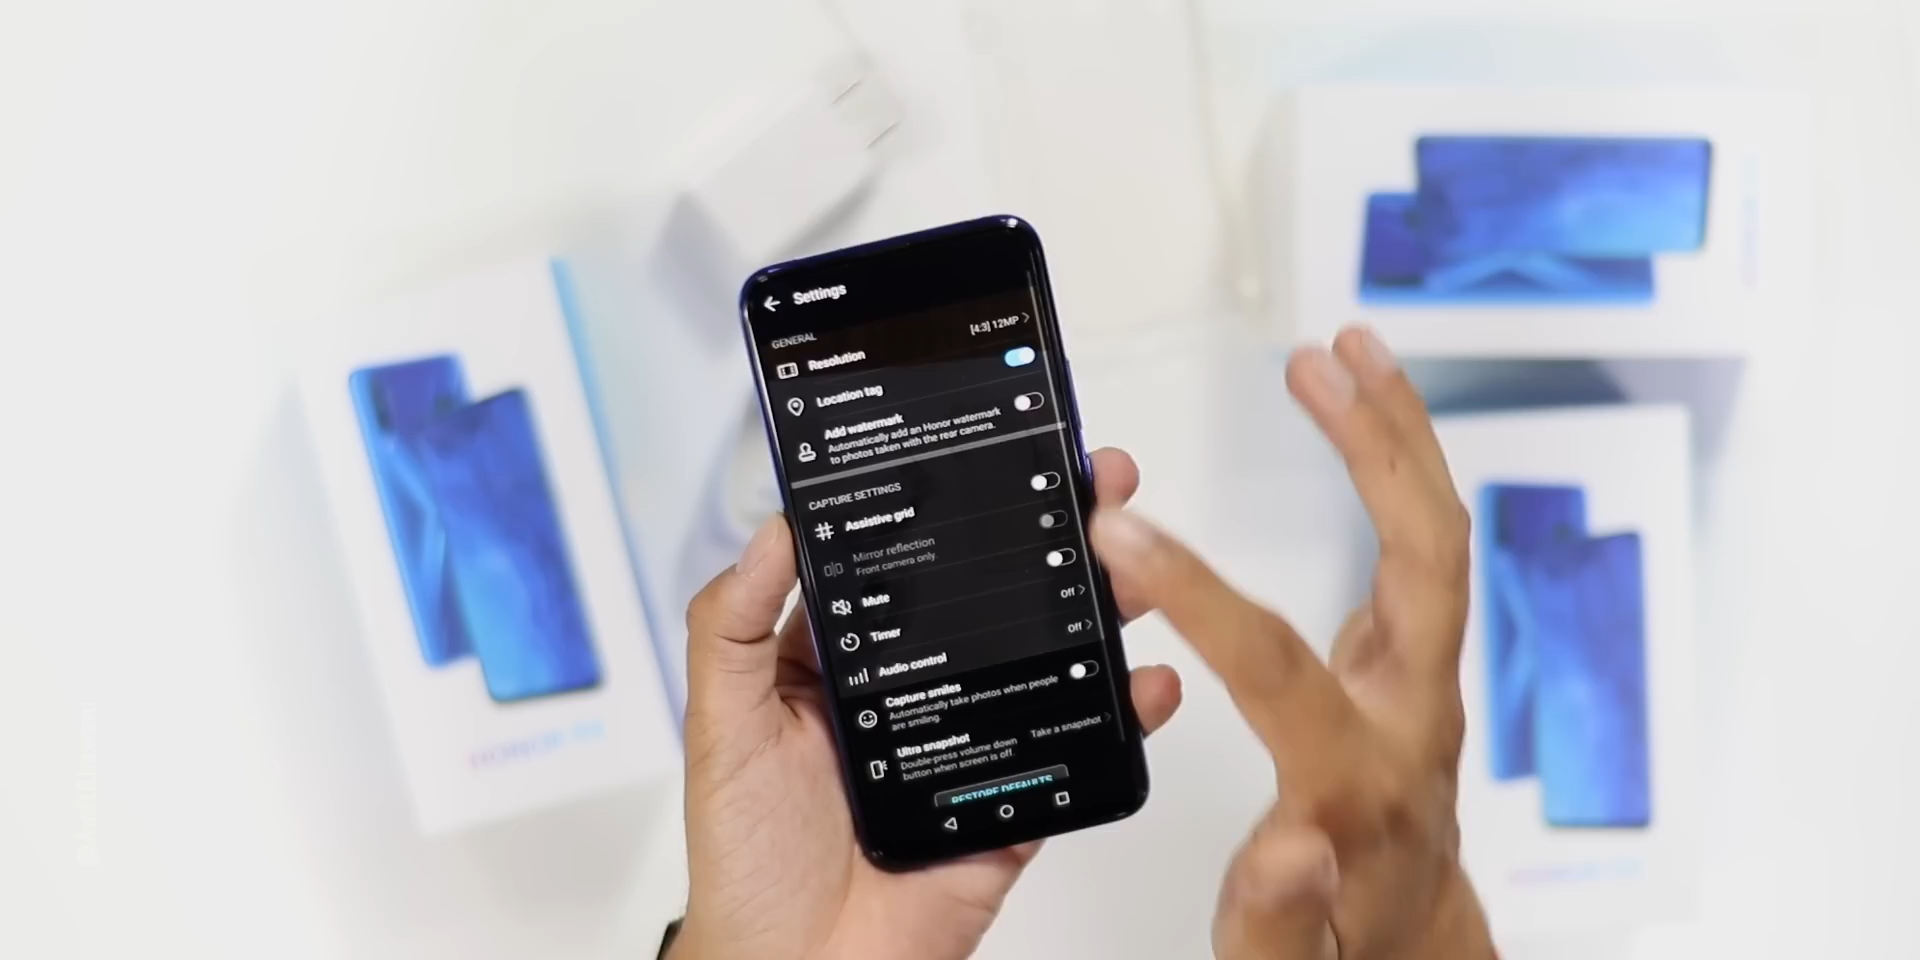 Settings
GENERAL
Resolution
[4:3] 12MP
Location tag
Add watermark
Automatically add an Honor watermark
to photos taken with the rear camera.
CAPTURE SETTINGS
Assistive grid
Mirror reflection
Front camera only.
Mute
Timer
Off
Audio control
Off
Capture smiles
Automatically take photos when people
are smiling.
Ultra snapshot
Double-press volume down
button when screen is off.
Take a snapshot
RESTORE DEFAULTS
HONOR